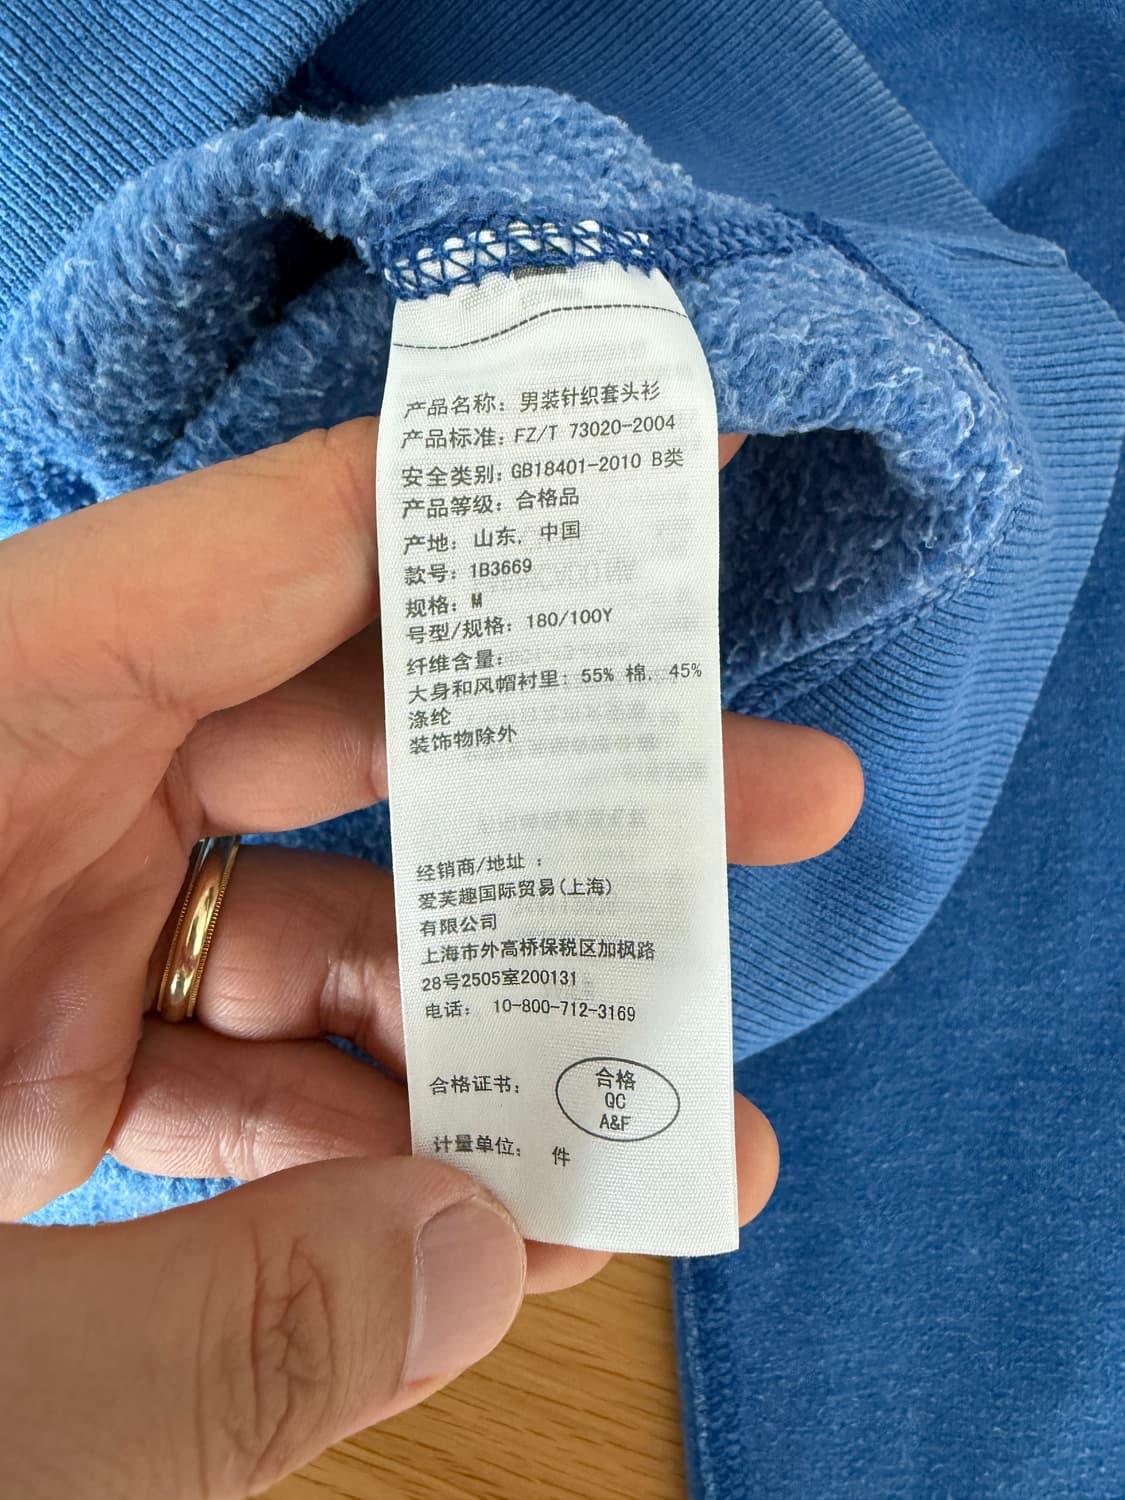 产品名称: 男装针织套头衫
产品标准: FZ/T 73020-2004
安全类别: GB18401-2010 B类
产品等级: 合格品
产地: 山东, 中国
款号: 1B3669
规格: M
号型/规格: 180/100Y
纤维含量:
大身和风帽衬里: 55% 棉, 45%
涤纶
装饰物除外
经销商/地址 :
爱芙趣国际贸易(上海)
有限公司
上海市外高桥保税区加枫路
28号2505室200131
电话: 10-800-712-3169
合格证书:
合格
QC
A&F
计量单位: 件